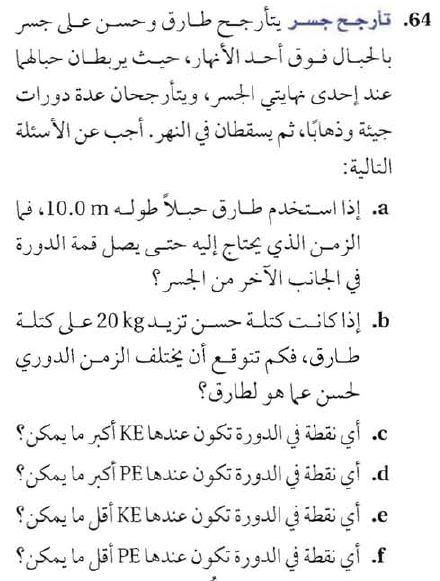 64. تأرجح جسر يتأرجح طارق وحسن على جسر
بالحبال فوق أحد الأنهار، حيث يربطان حبالهما
عند إحدى نهايتي الجسر، ويتأرجحان عدة دورات
جيئة وذهابًا، ثم يسقطان في النهر. أجب عن الأسئلة
التالية:
a. إذا استخدم طارق حبلاً طوله 10.0 m، فما
الزمن الذي يحتاج إليه حتى يصل قمة الدورة
في الجانب الآخر من الجسر؟
b. إذا كانت كتلة حسن تزيد 20 kg على كتلة
طارق، فكم تتوقع أن يختلف الزمن الدوري
لحسن عما هو لطارق؟
c. أي نقطة في الدورة تكون عندها KE أكبر ما يمكن؟
d. أي نقطة في الدورة تكون عندها PE أكبر ما يمكن؟
e. أي نقطة في الدورة تكون عندها KE أقل ما يمكن؟
f. أي نقطة في الدورة تكون عندها PE أقل ما يمكن؟